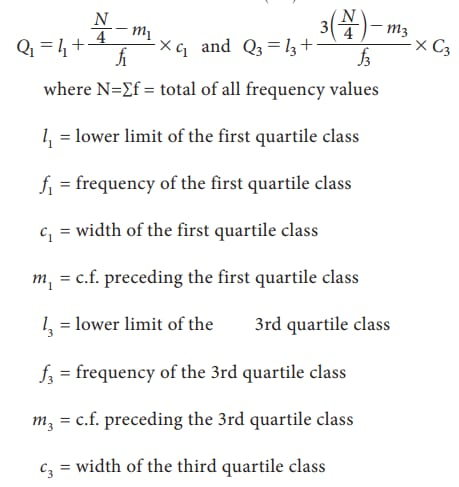 Q₁ = l₁ + (N/4 − m₁)/f₁ × c₁ and Q₃ = l₃ + (3(N/4) − m₃)/f₃ × C₃
where N=Σf = total of all frequency values
l₁ = lower limit of the first quartile class
f₁ = frequency of the first quartile class
c₁ = width of the first quartile class
m₁ = c.f. preceding the first quartile class
l₃ = lower limit of the 3rd quartile class
f₃ = frequency of the 3rd quartile class
m₃ = c.f. preceding the 3rd quartile class
c₃ = width of the third quartile class